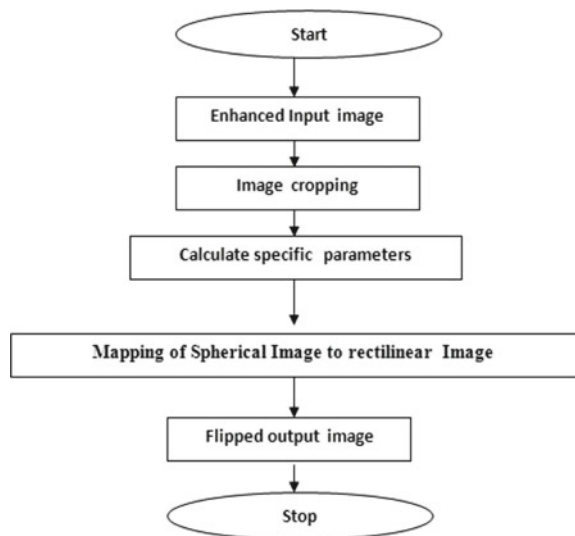 Start
Enhanced Input image
Image cropping
Calculate specific parameters
Mapping of Spherical Image to rectilinear Image
Flipped output image
Stop